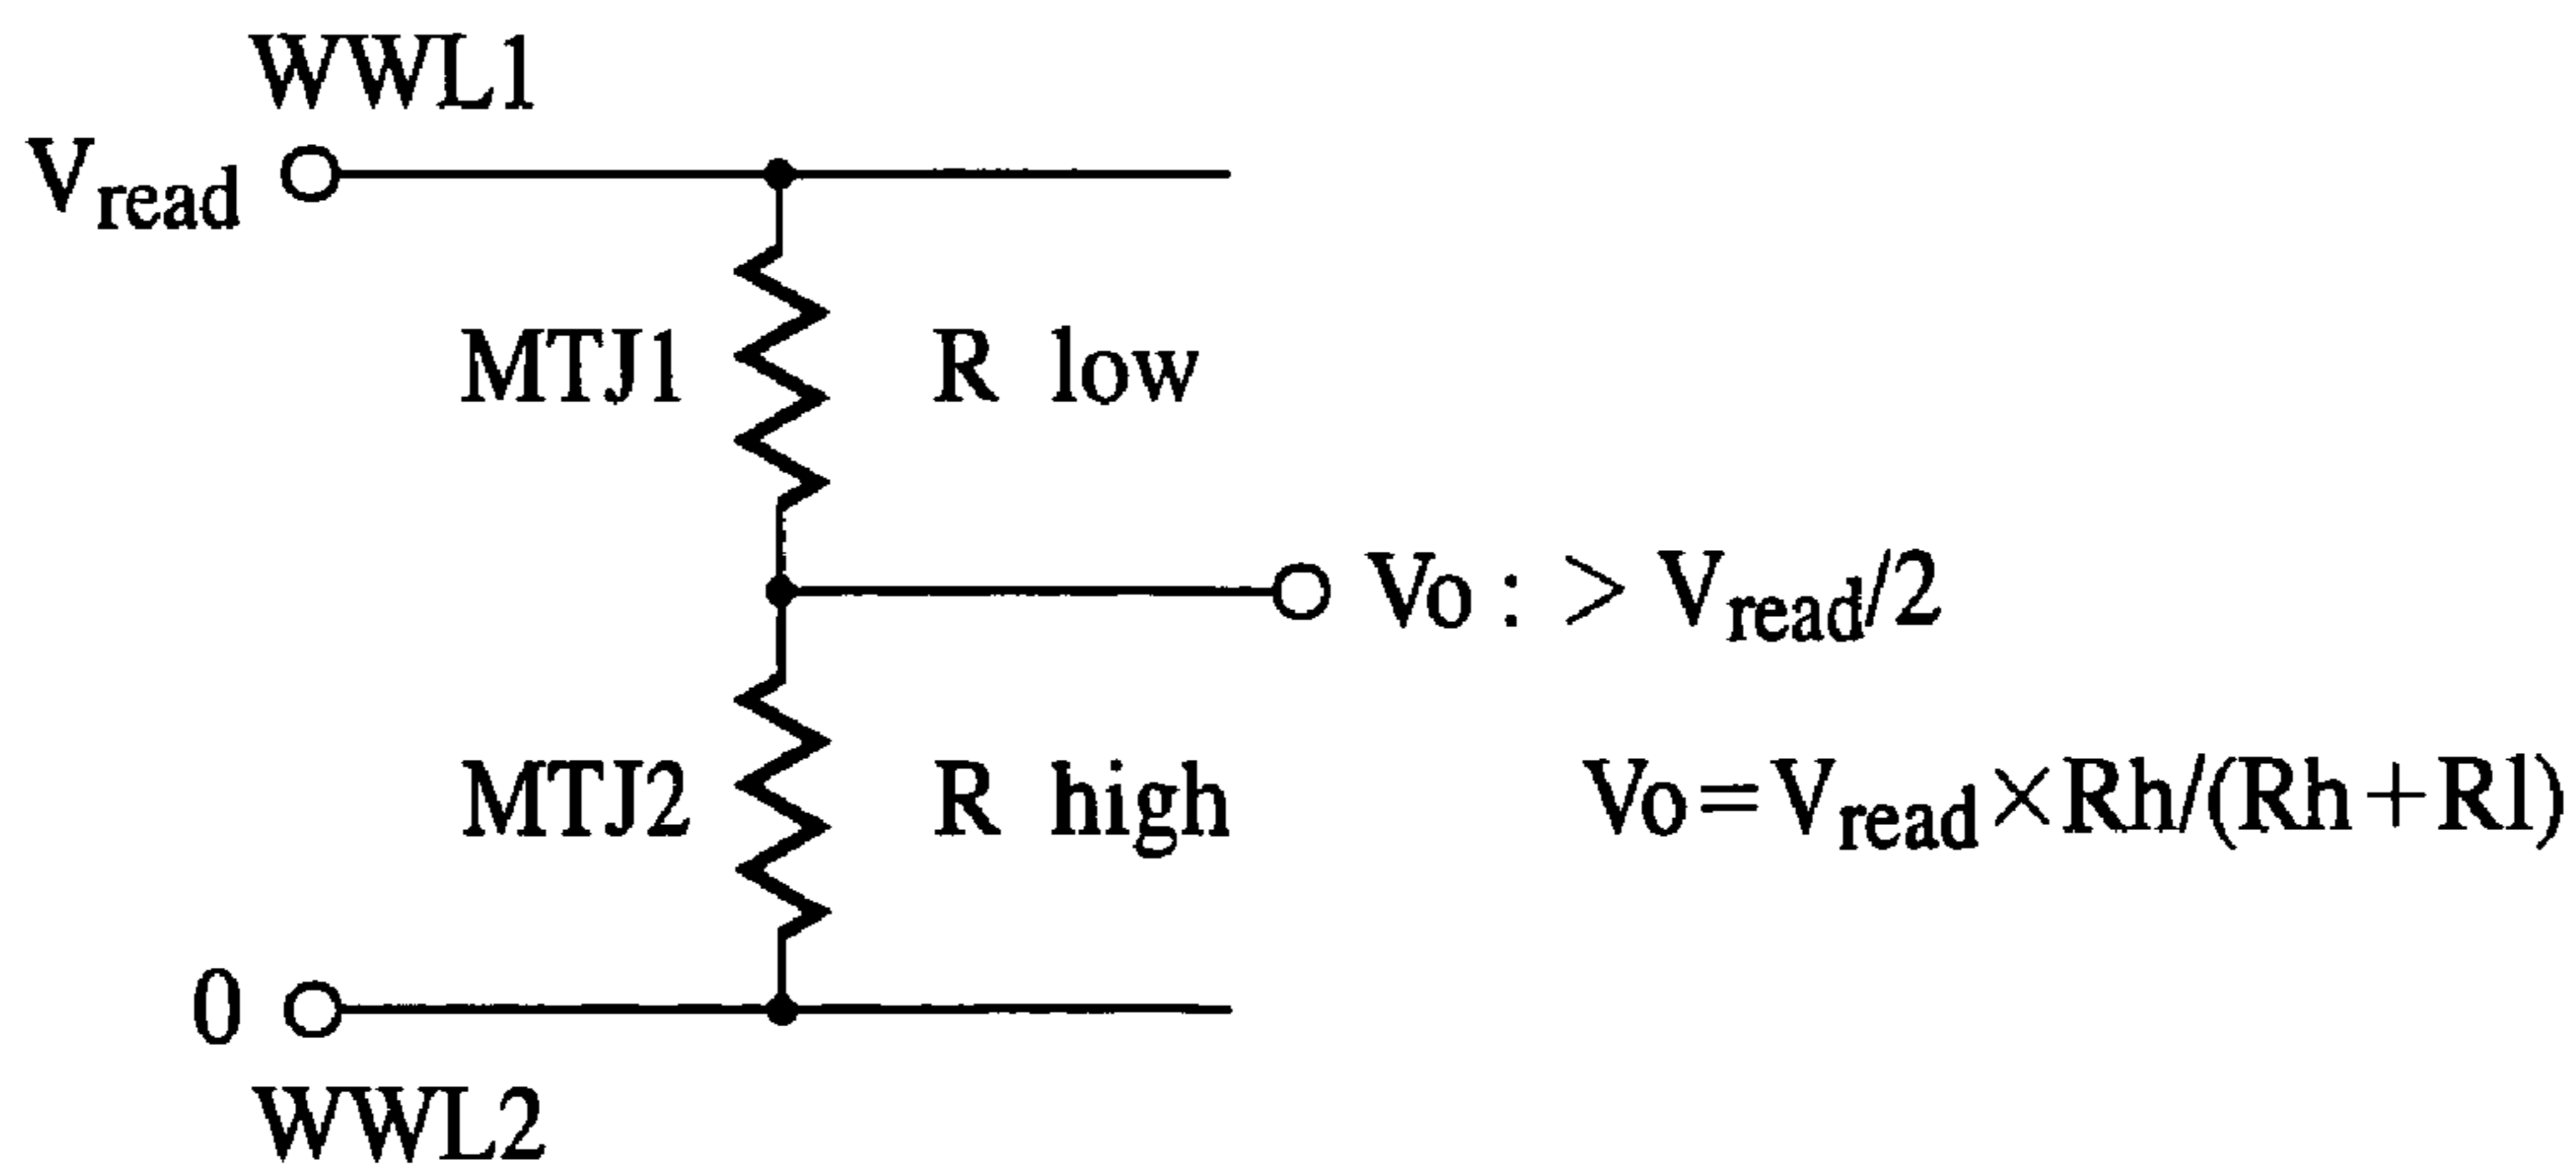 WWL1
Vread
MTJ1 R low
Vo : > Vread/2
MTJ2 R high
Vo=Vread×Rh/(Rh+Rl)
0
WWL2